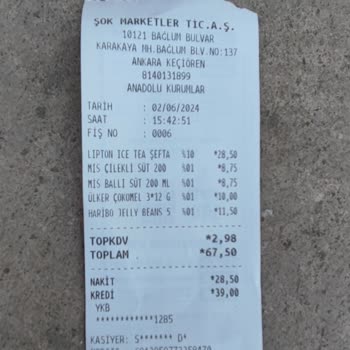 ŞOK MARKETLER TİC.A.Ş.
10121 BAĞLUM BULVAR
KARAKAYA MH.BAĞLUM BLV.NO:137
ANKARA KEÇİÖREN
8140131899
ANADOLU KURUMLAR
TARİH : 02/06/2024
SAAT : 15:42:51
FİŞ NO : 0006
LIPTON ICE TEA ŞEFTA %10 *28,50
MİS ÇİLEKLİ SÜT 200 %01 *8,75
MİS BALLI SÜT 200 ML %01 *8,75
ÜLKER ÇOKOMEL 3*12 G %01 *10,00
HARİBO JELLY BEANS 5 %01 *11,50
TOPKDV *2,98
TOPLAM *67,50
NAKİT *28,50
KREDİ *39,00
YKB
************1285
KASİYER: S******* D*